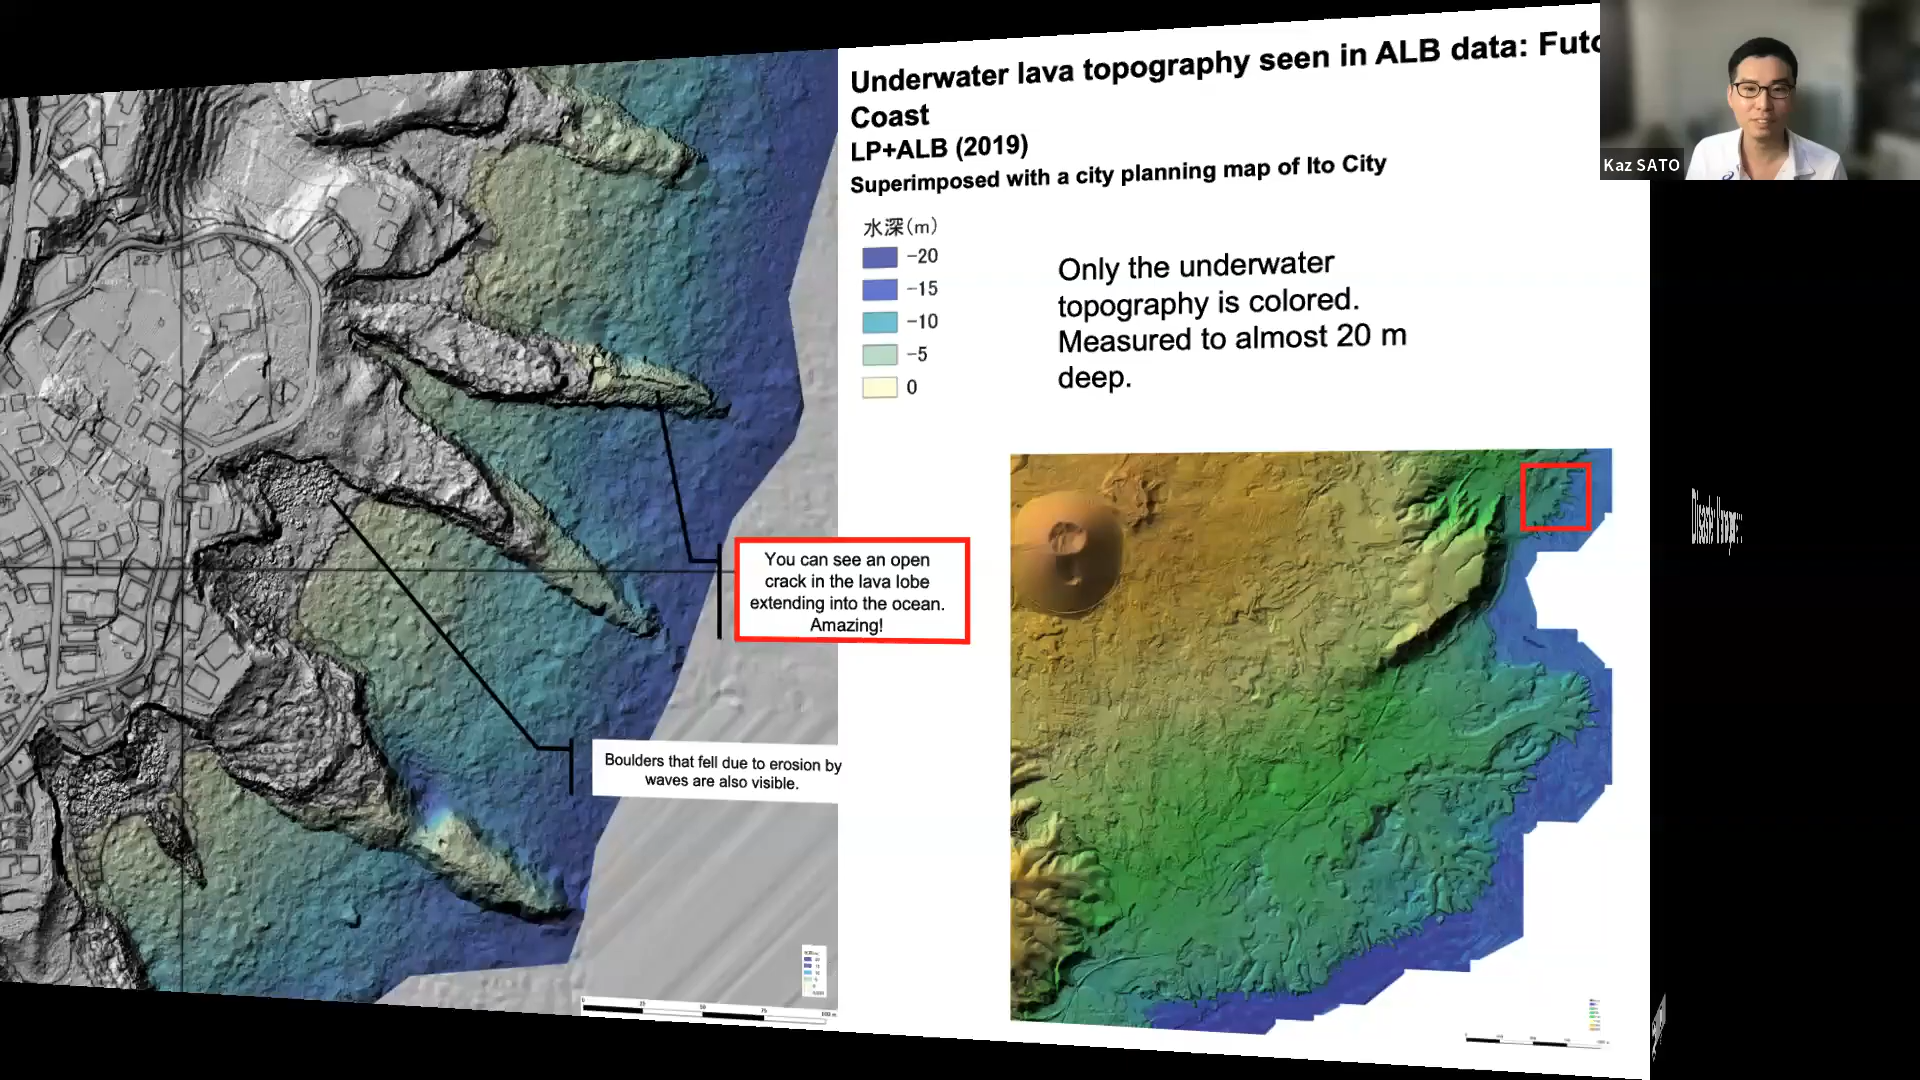 Underwater lava topography seen in ALB data: Futo
Coast
LP+ALB (2019)
Superimposed with a city planning map of Ito City
Kaz SATO
水深(m)
-20
-15
-10
-5
0
Only the underwater
topography is colored.
Measured to almost 20 m
deep.
You can see an open
crack in the lava lobe
extending into the ocean.
Amazing!
Boulders that fell due to erosion by
waves are also visible.